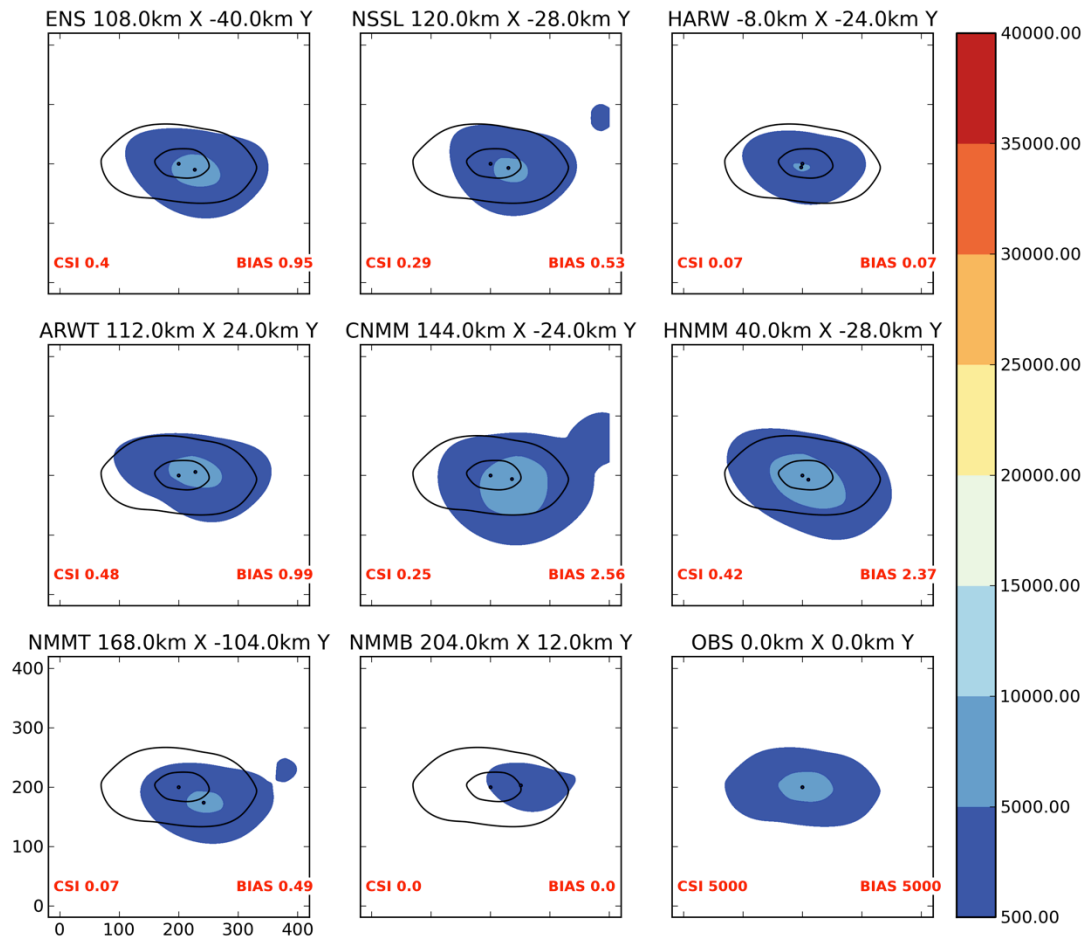 ENS 108.0km X -40.0km Y
NSSL 120.0km X -28.0km Y
HARW -8.0km X -24.0km Y
CSI 0.4
BIAS 0.95
CSI 0.29
BIAS 0.53
CSI 0.07
BIAS 0.07
ARWT 112.0km X 24.0km Y
CNMM 144.0km X -24.0km Y
HNMM 40.0km X -28.0km Y
CSI 0.48
BIAS 0.99
CSI 0.25
BIAS 2.56
CSI 0.42
BIAS 2.37
NMMT 168.0km X -104.0km Y
NMMB 204.0km X 12.0km Y
OBS 0.0km X 0.0km Y
400
300
200
100
0
CSI 0.07
BIAS 0.49
CSI 0.0
BIAS 0.0
CSI 5000
BIAS 5000
0
100
200
300
400
40000.00
35000.00
30000.00
25000.00
20000.00
15000.00
10000.00
5000.00
500.00